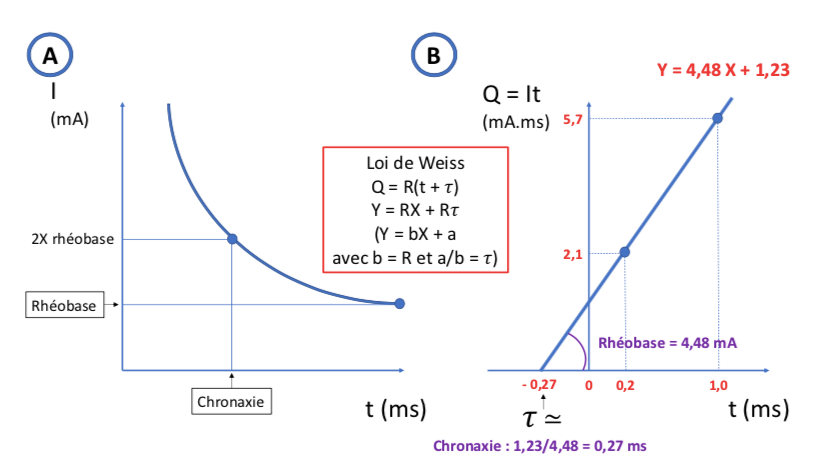 A
I
(mA)
2X rhéobase
Rhéobase
Chronaxie
t (ms)
Loi de Weiss
Q = R(t + τ)
Y = RX + Rτ
(Y = bX + a
avec b = R et a/b = τ)
B
Y = 4,48 X + 1,23
Q = It
(mA.ms)
5,7
2,1
Rhéobase = 4,48 mA
- 0,27
0
0,2
1,0
τ ≃
t (ms)
Chronaxie : 1,23/4,48 = 0,27 ms